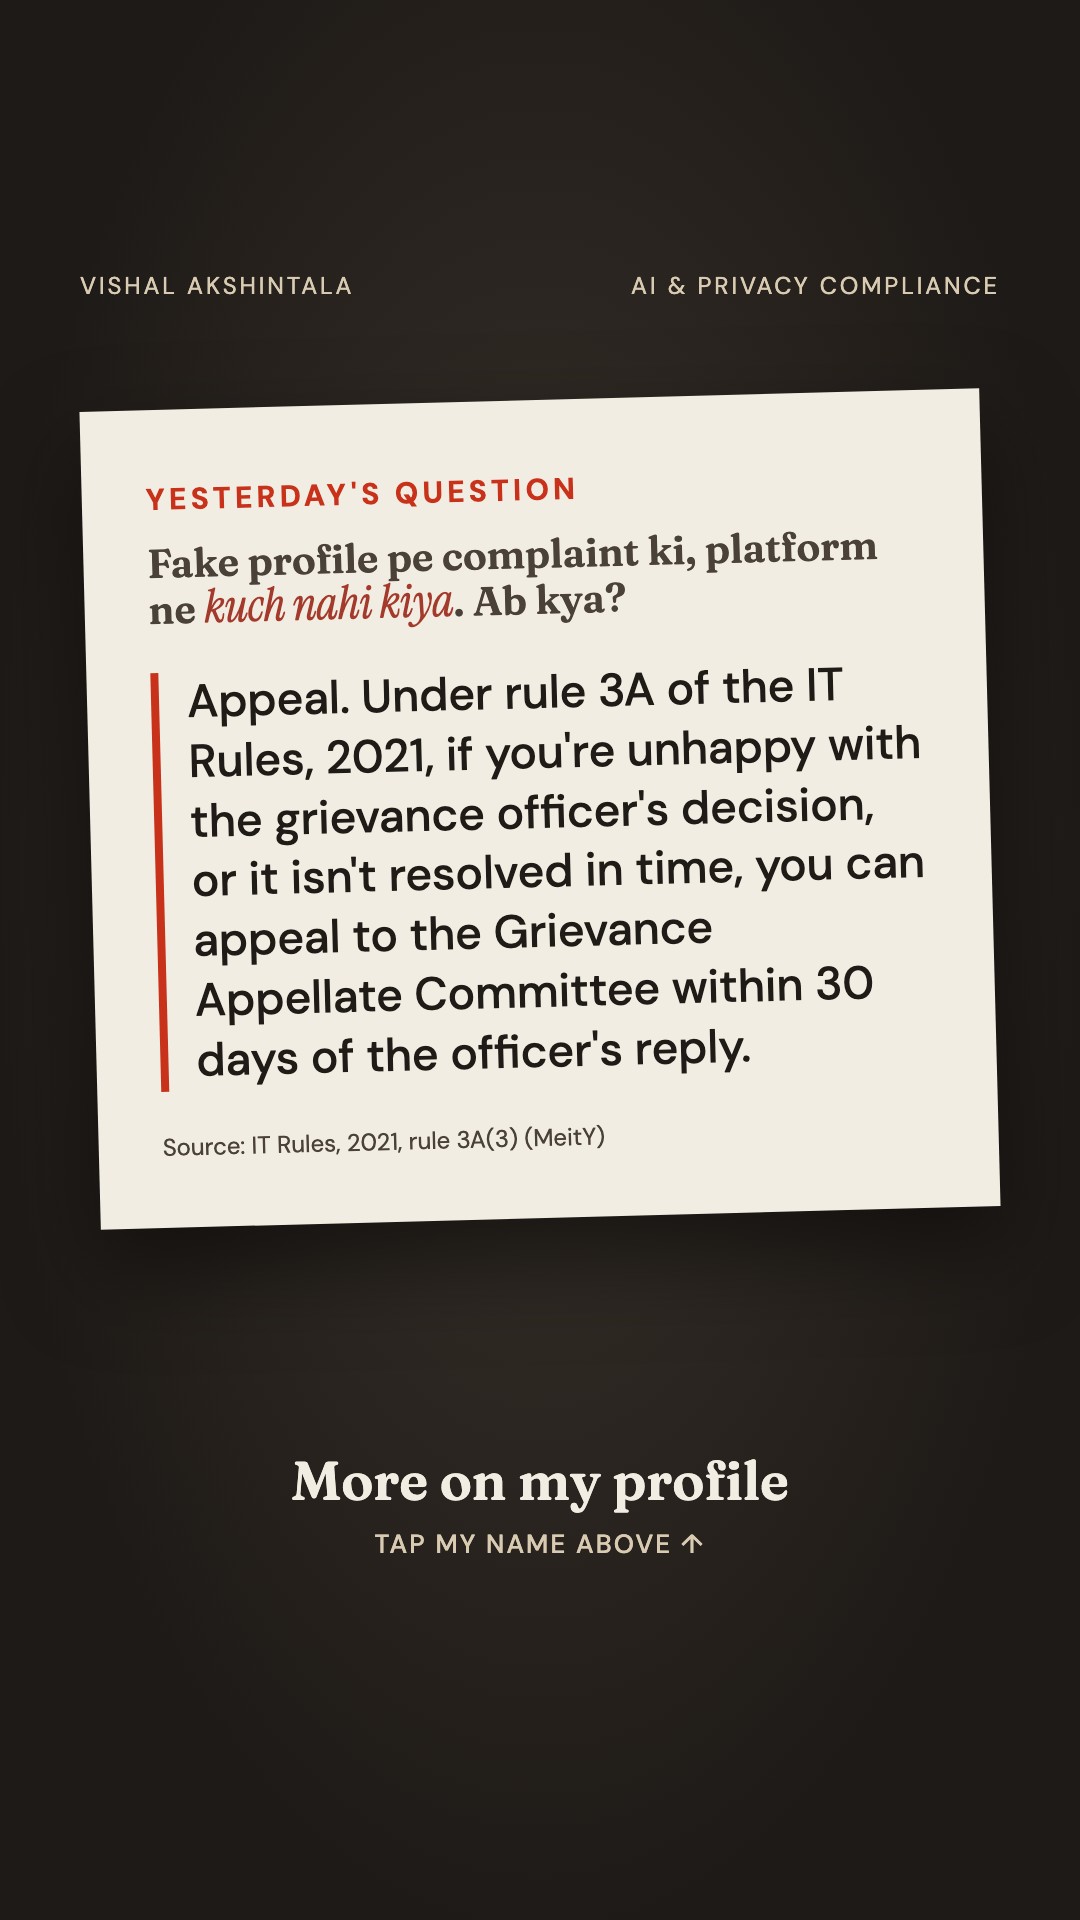 VISHAL AKSHINTALA
AI & PRIVACY COMPLIANCE
YESTERDAY'S QUESTION
Fake profile pe complaint ki, platform
ne kuch nahi kiya. Ab kya?
Appeal. Under rule 3A of the IT
Rules, 2021, if you're unhappy with
the grievance officer's decision,
or it isn't resolved in time, you can
appeal to the Grievance
Appellate Committee within 30
days of the officer's reply.
Source: IT Rules, 2021, rule 3A(3) (MeitY)
More on my profile
TAP MY NAME ABOVE ↑